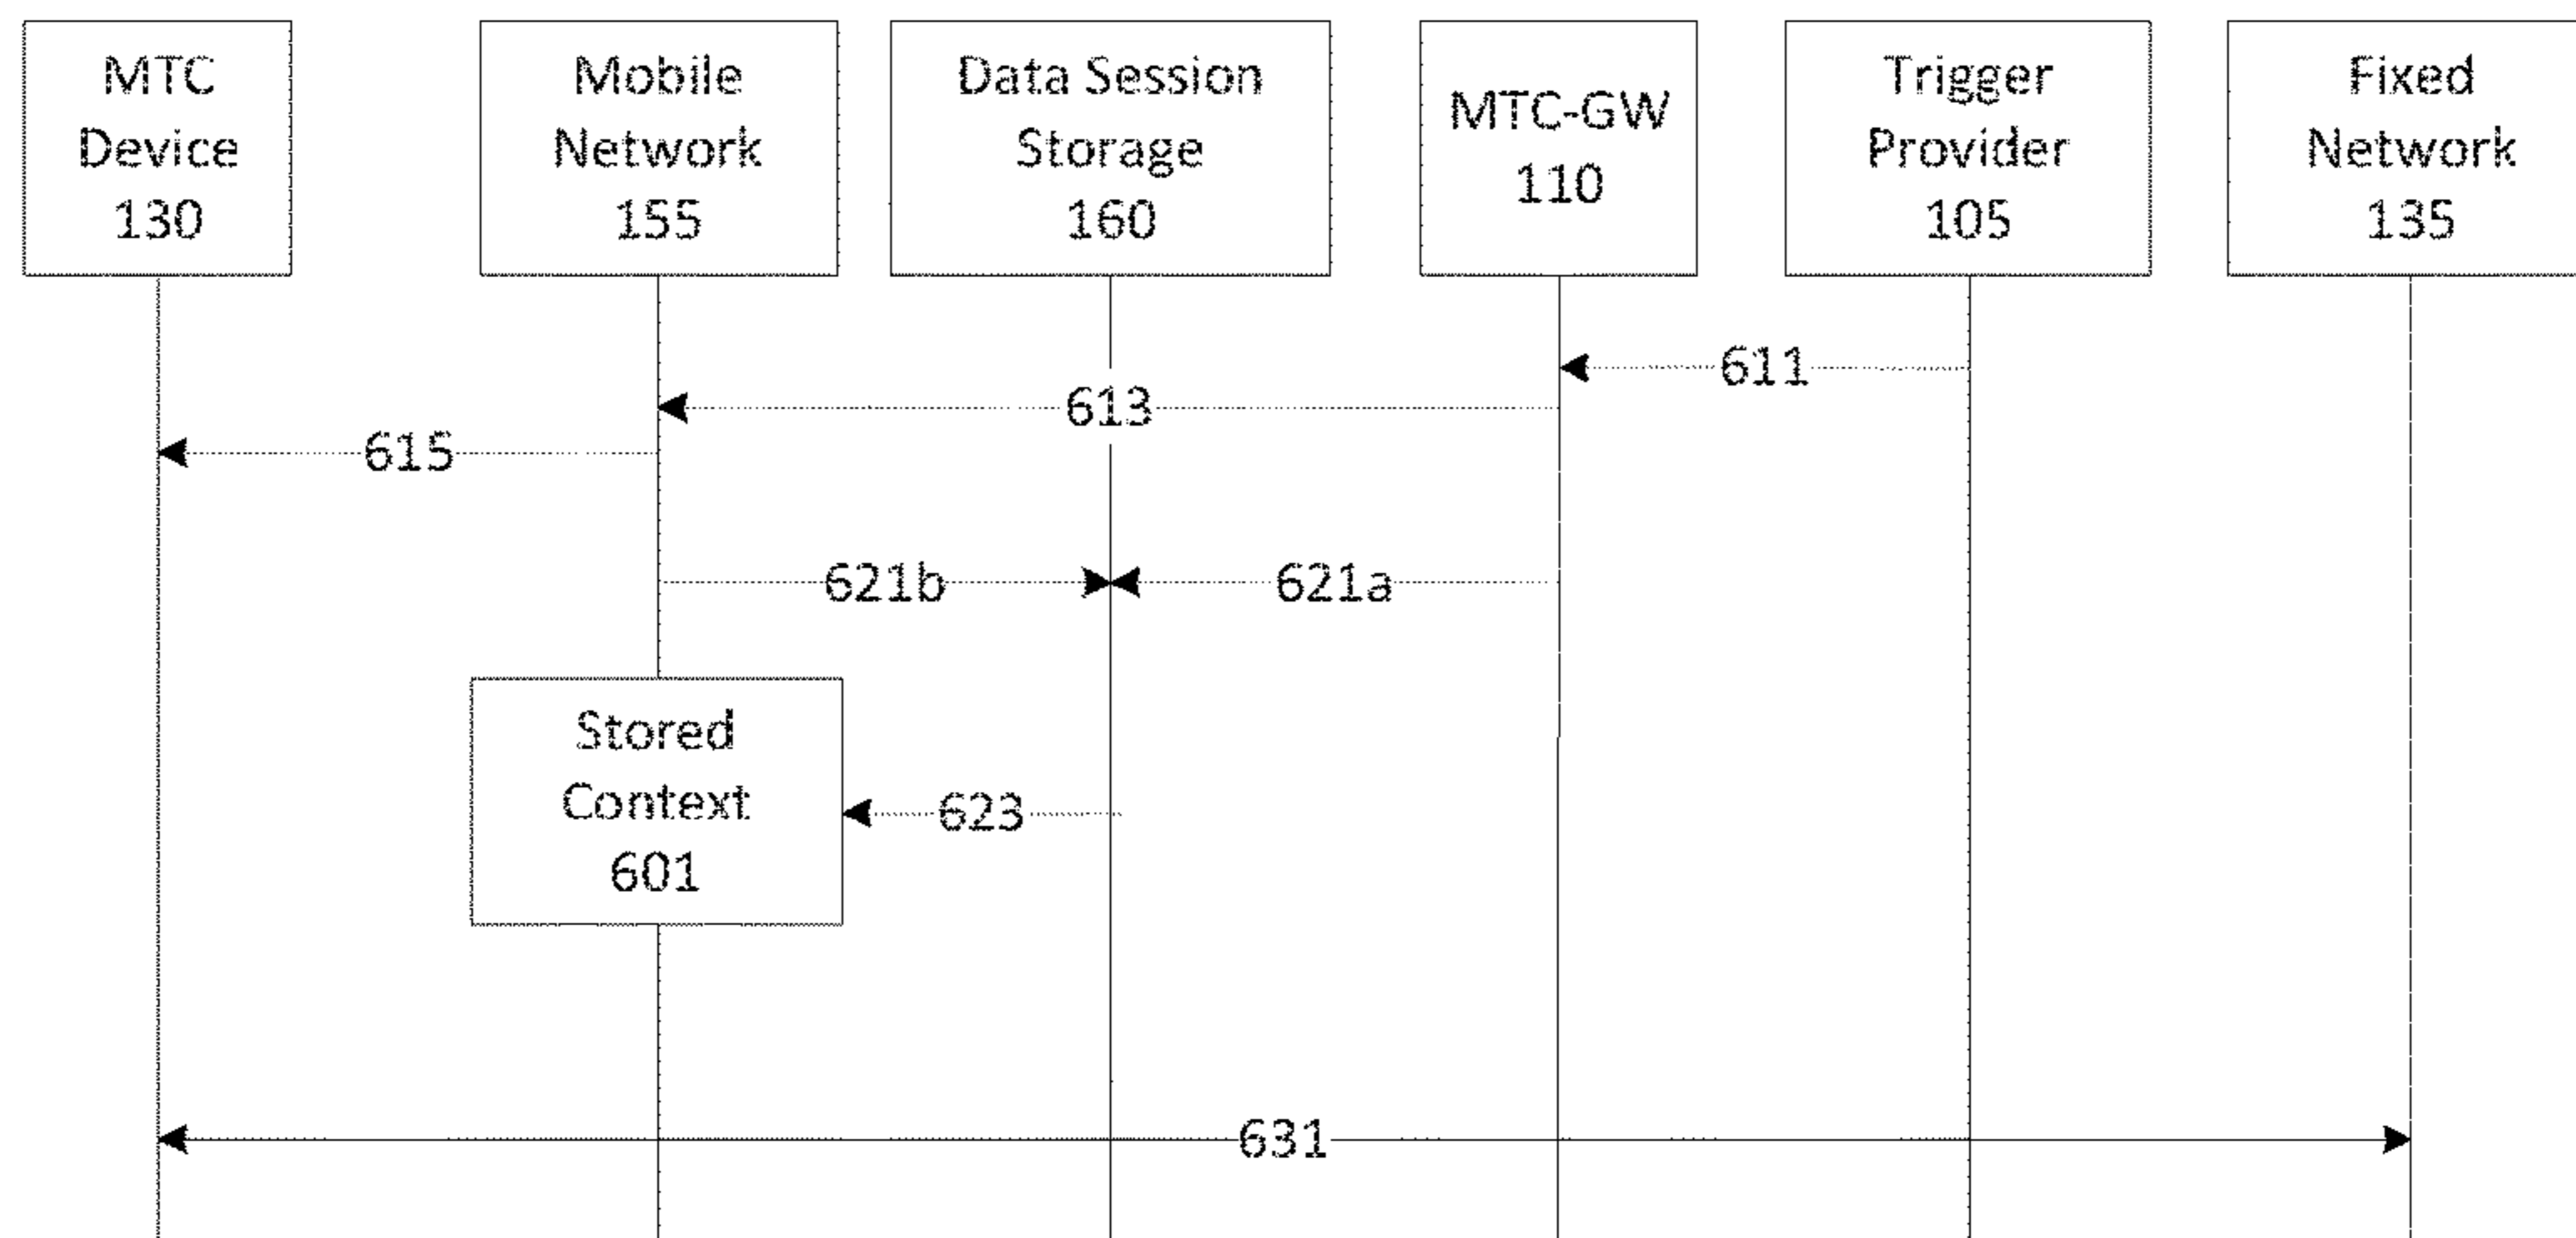 MTC
Device
130
Mobile
Network
155
Data Session
Storage
160
MTC-GW
110
Trigger
Provider
105
Fixed
Network
135
611
613
615
621b
621a
Stored
Context
601
623
631